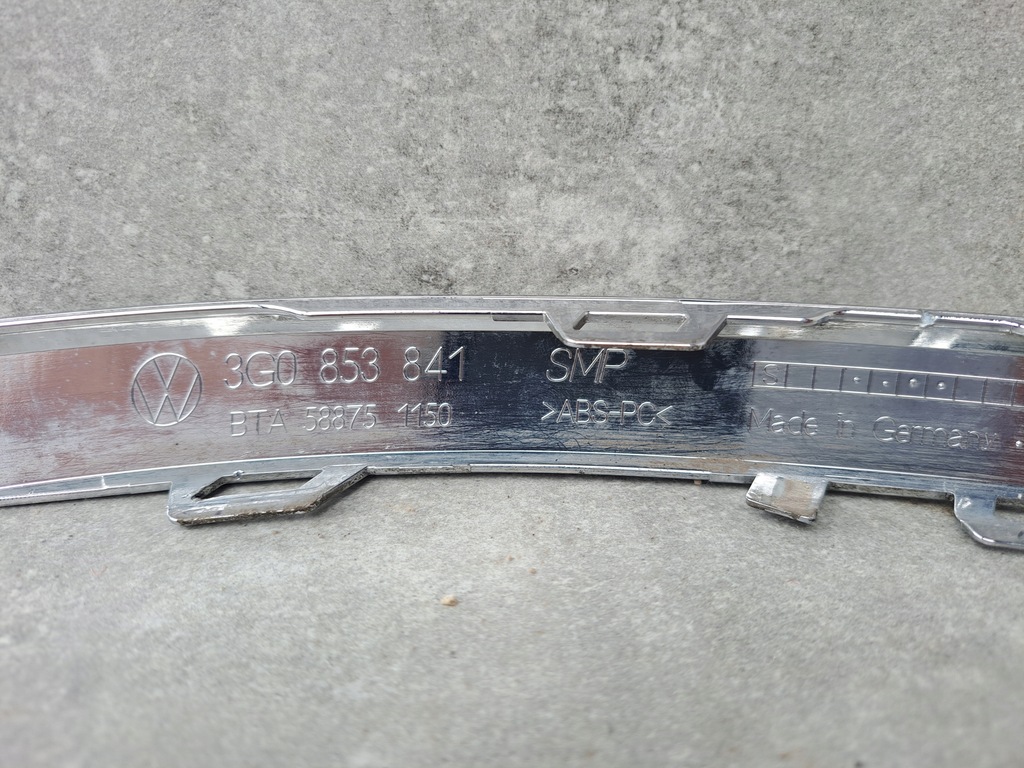 3G0 853 841 SMP
BTA 58875 1150 >ABS-PC<
S
Made in Germany